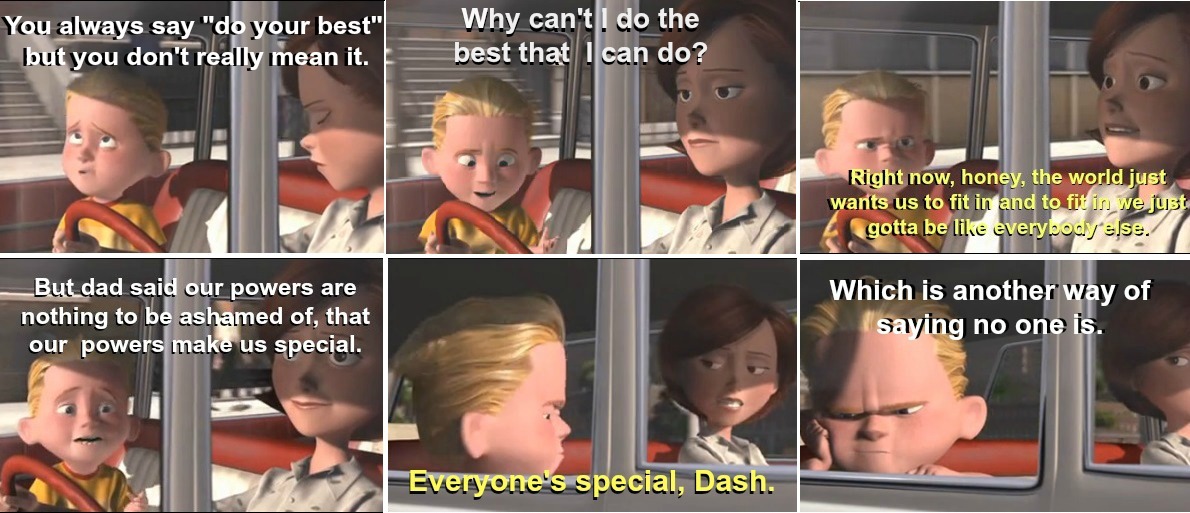 You always say "do your best"
but you don't really mean it.
Why can't I do the
best that I can do?
Right now, honey, the world just
wants us to fit in and to fit in we just
gotta be like everybody else.
But dad said our powers are
nothing to be ashamed of, that
our powers make us special.
Everyone's special, Dash.
Which is another way of
saying no one is.